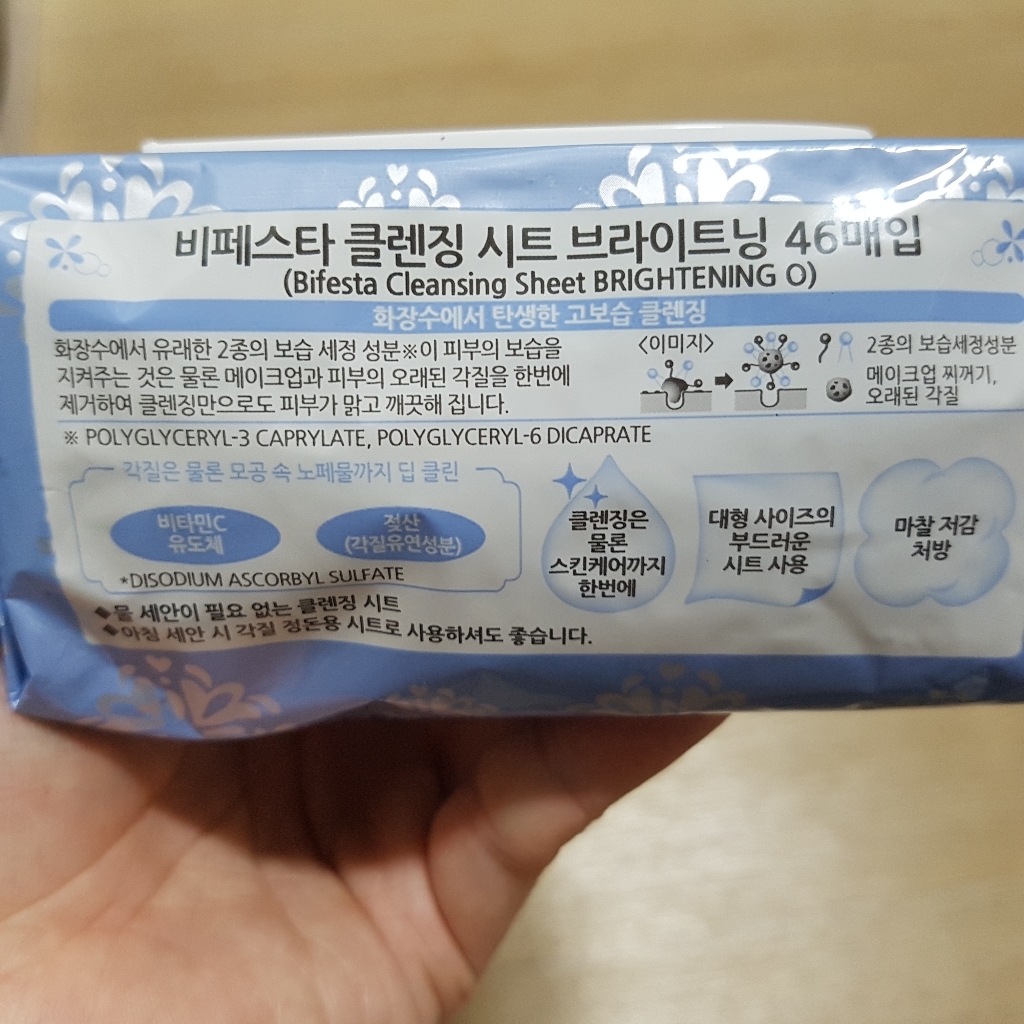 비페스타 클렌징 시트 브라이트닝 46매입
(Bifesta Cleansing Sheet BRIGHTENING O)
화장수에서 탄생한 고보습 클렌징
화장수에서 유래한 2종의 보습 세정 성분※이 피부의 보습을
지켜주는 것은 물론 메이크업과 피부의 오래된 각질을 한번에
제거하여 클렌징만으로도 피부가 맑고 깨끗해 집니다.
<이미지>
2종의 보습세정성분
메이크업 찌꺼기,
오래된 각질
※ POLYGLYCERYL-3 CAPRYLATE, POLYGLYCERYL-6 DICAPRATE
각질은 물론 모공 속 노폐물까지 딥 클린
비타민C
유도체
젖산
(각질유연성분)
*DISODIUM ASCORBYL SULFATE
클렌징은
물론
스킨케어까지
한번에
대형 사이즈의
부드러운
시트 사용
마찰 저감
처방
◆물 세안이 필요 없는 클렌징 시트
◆아침 세안 시 각질 정돈용 시트로 사용하셔도 좋습니다.